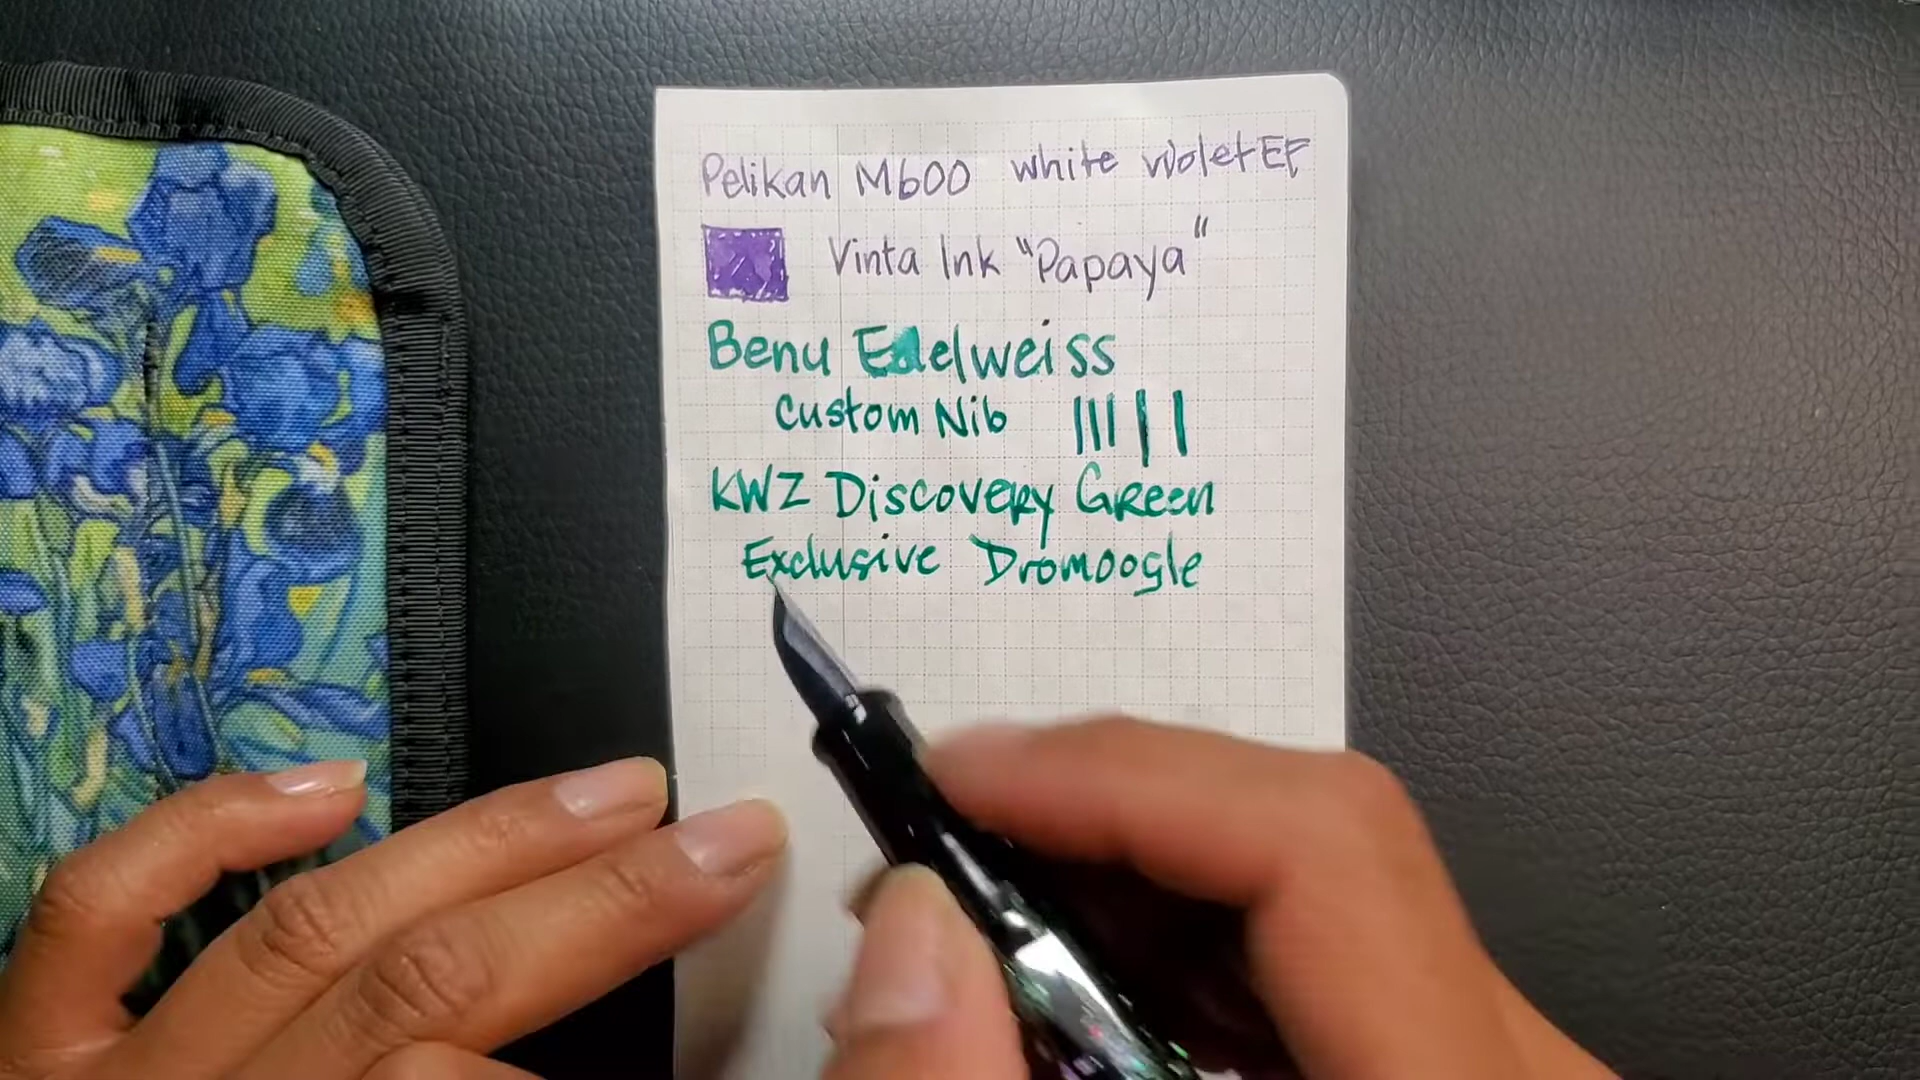 Pelikan M600 white violet EF
Vinta Ink "Papaya"
Benu Edelweiss
Custom Nib
KWZ Discovery Green
Exclusive Dromoogle